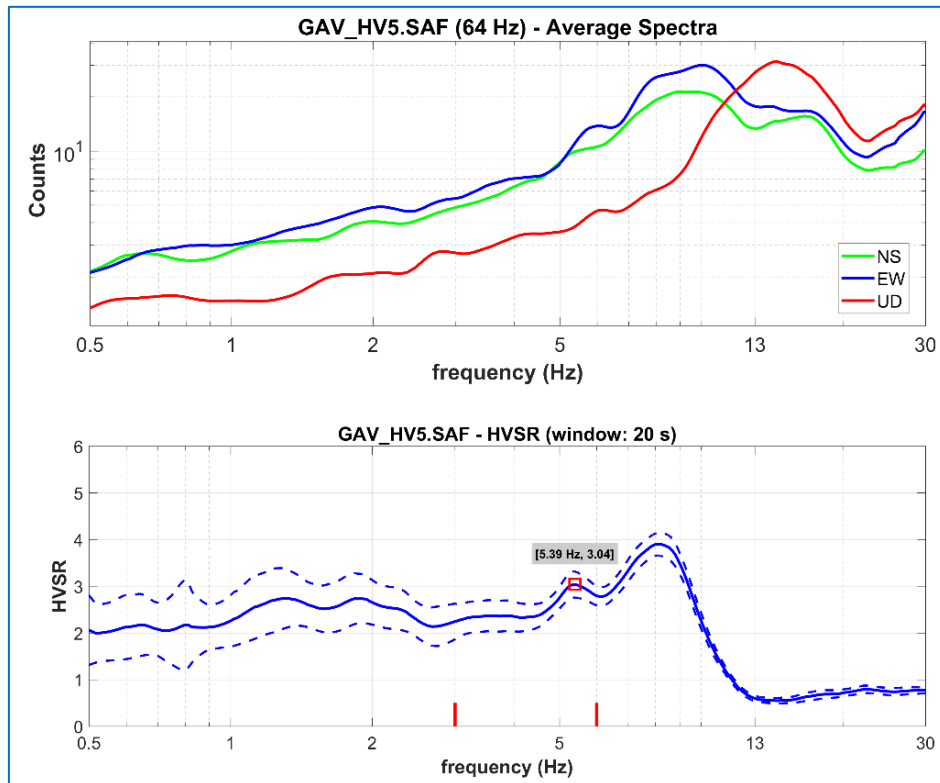 GAV_HV5.SAF (64 Hz) - Average Spectra
Counts
10^1
NS
EW
UD
0.5 1 2 5 13 30
frequency (Hz)
GAV_HV5.SAF - HVSR (window: 20 s)
HVSR
6
5
4
3
2
1
0
[5.39 Hz, 3.04]
0.5 1 2 5 13 30
frequency (Hz)